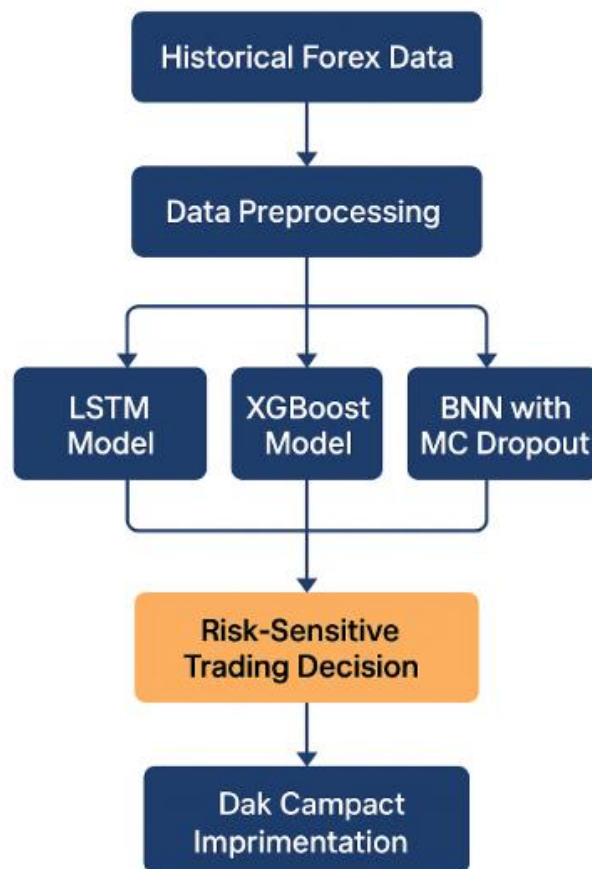 Historical Forex Data
Data Preprocessing
LSTM
Model
XGBoost
Model
BNN with
MC Dropout
Risk-Sensitive
Trading Decision
Dak Campact
Imprimentation